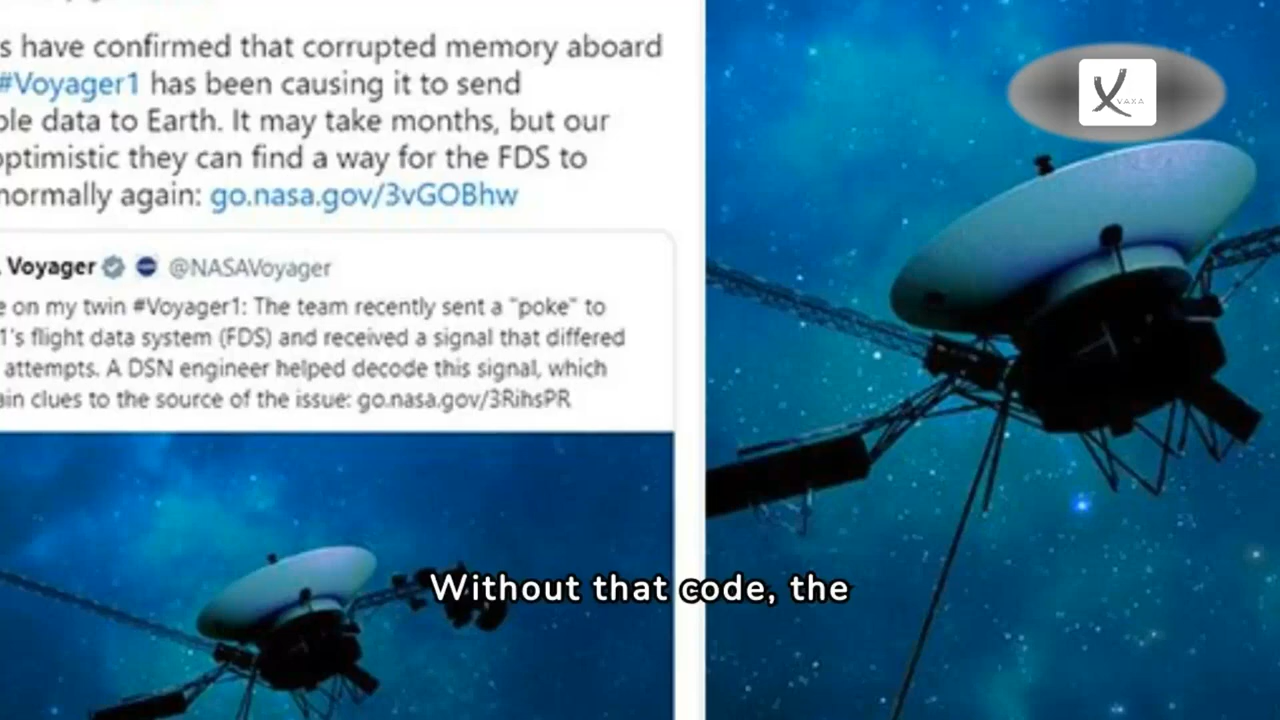 s have confirmed that corrupted memory aboard
#Voyager1 has been causing it to send
ble data to Earth. It may take months, but our
optimistic they can find a way for the FDS to
normally again: go.nasa.gov/3vGOBhw
Voyager @NASAVoyager
e on my twin #Voyager1: The team recently sent a "poke" to
1's flight data system (FDS) and received a signal that differed
attempts. A DSN engineer helped decode this signal, which
ain clues to the source of the issue: go.nasa.gov/3RihsPR
VAXA
Without that code, the